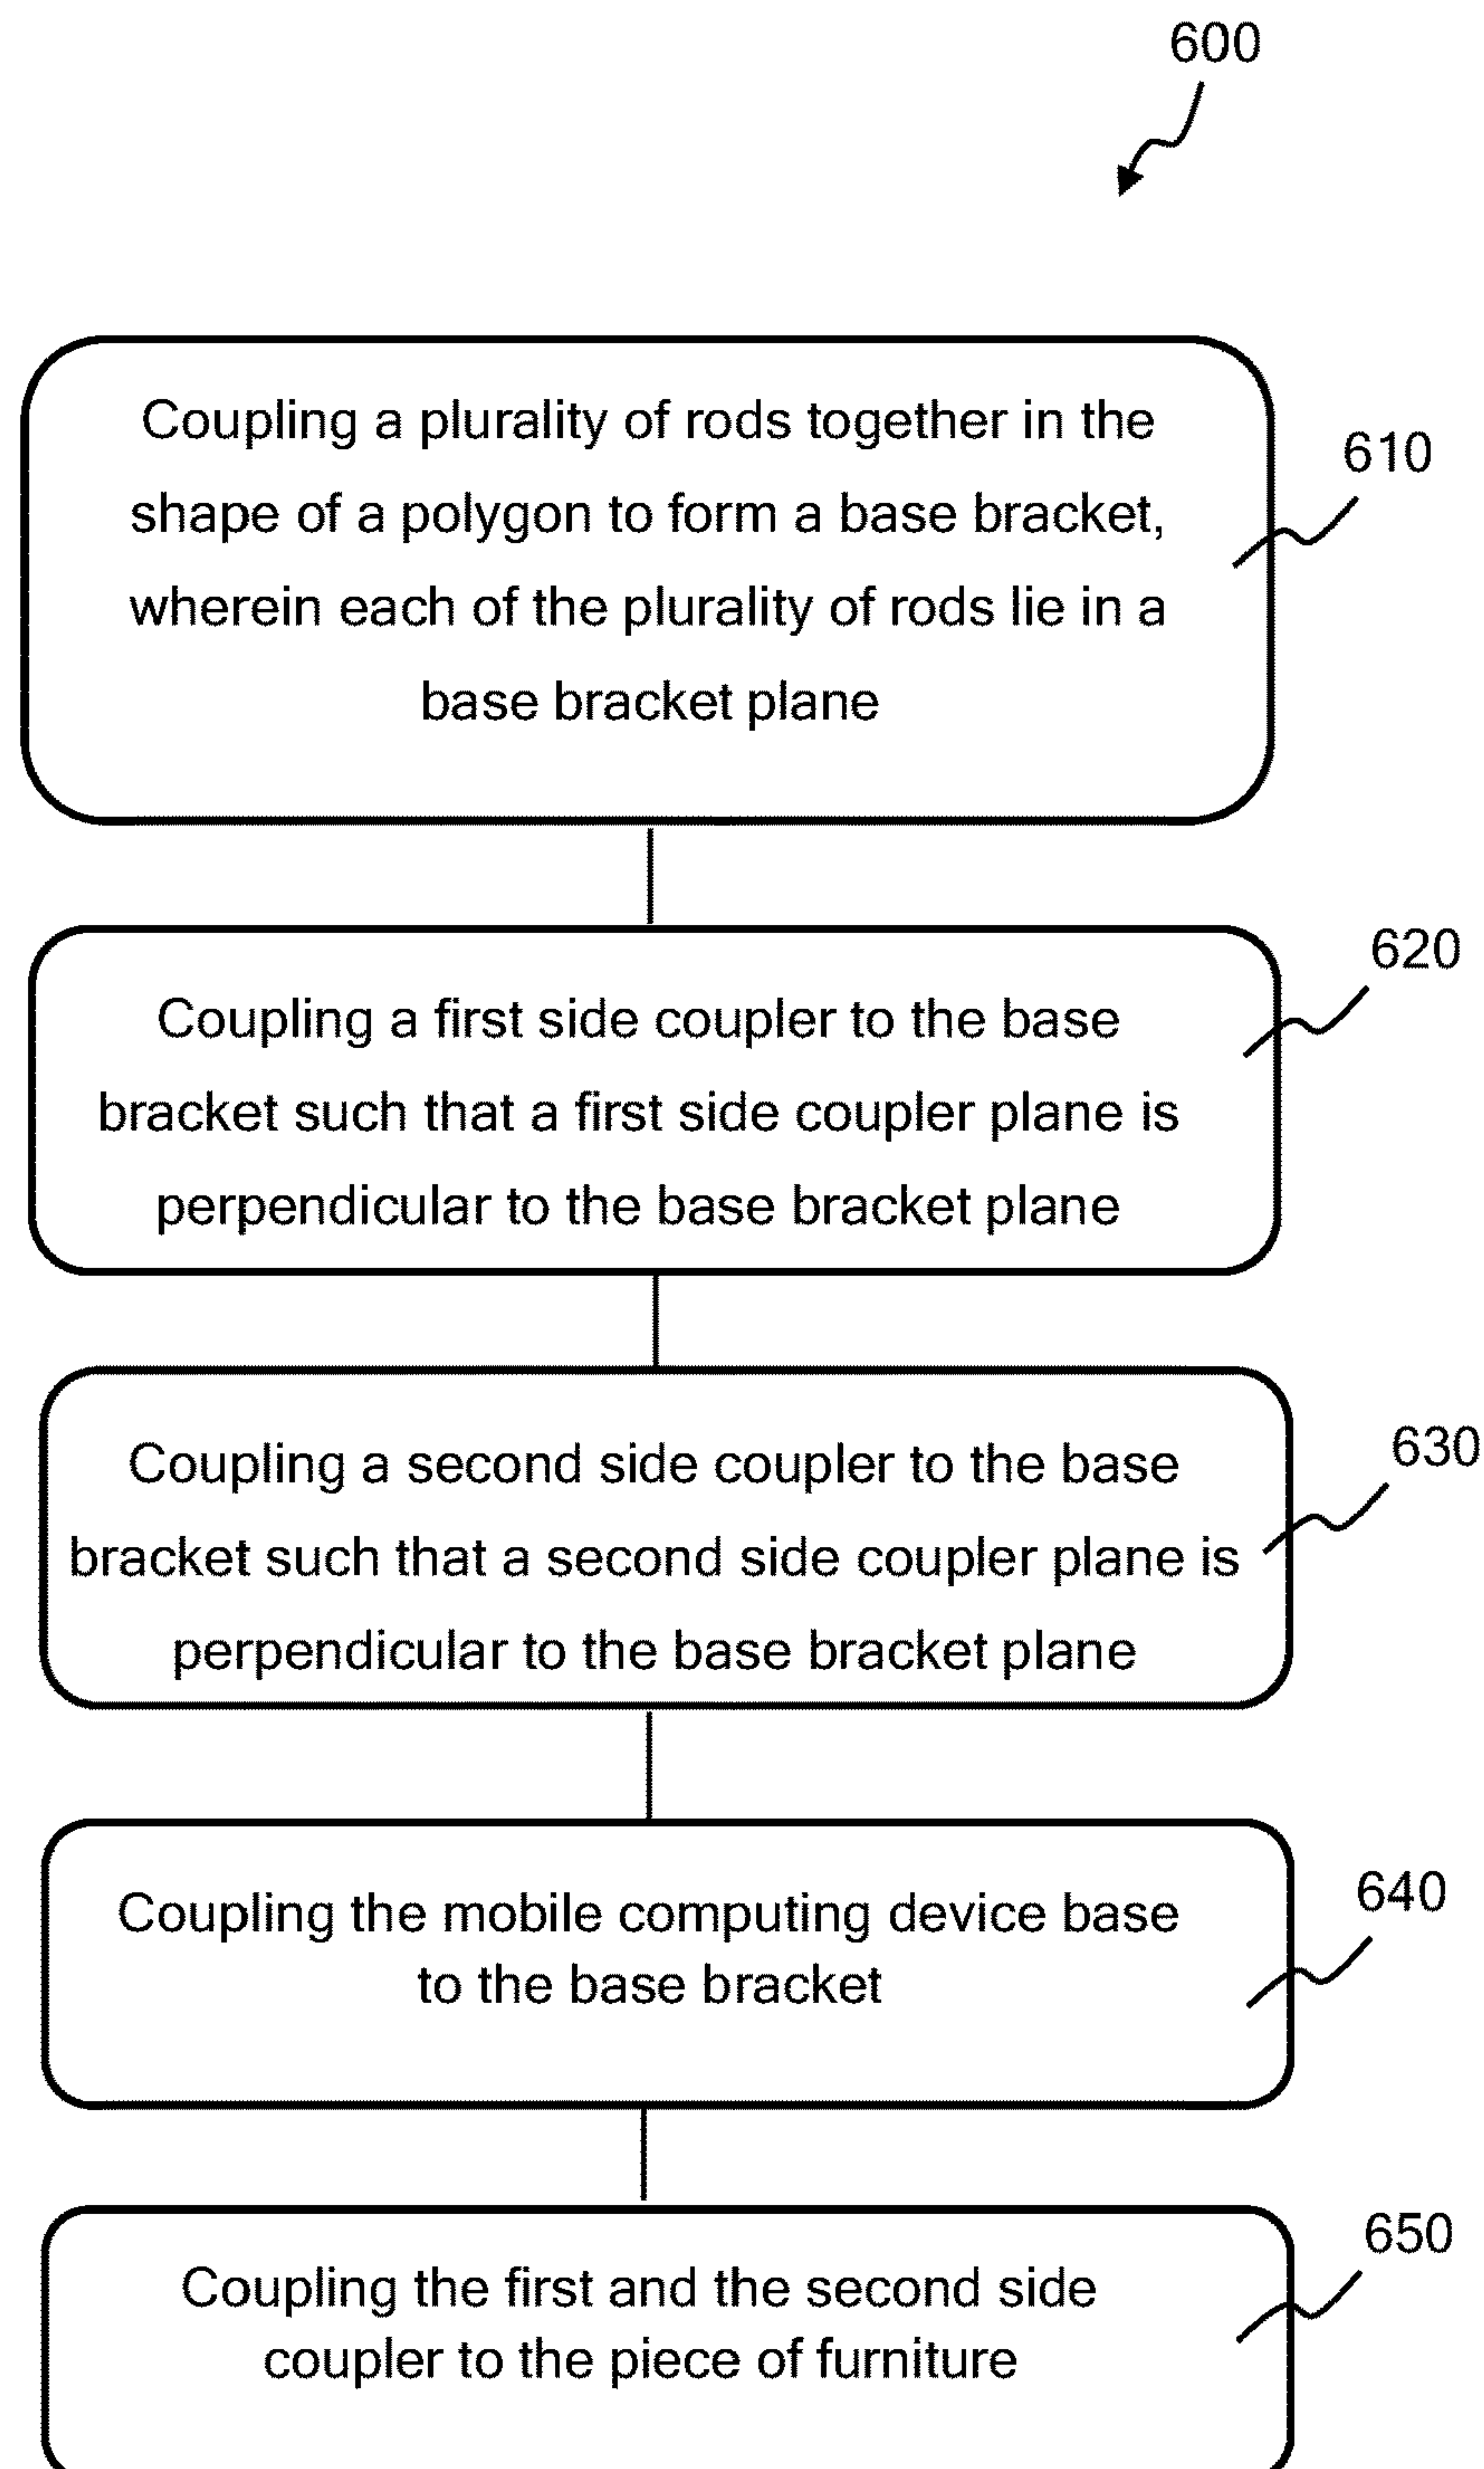 600
Coupling a plurality of rods together in the
shape of a polygon to form a base bracket,
wherein each of the plurality of rods lie in a
base bracket plane
610
Coupling a first side coupler to the base
bracket such that a first side coupler plane is
perpendicular to the base bracket plane
620
Coupling a second side coupler to the base
bracket such that a second side coupler plane is
perpendicular to the base bracket plane
630
Coupling the mobile computing device base
to the base bracket
640
Coupling the first and the second side
coupler to the piece of furniture
650